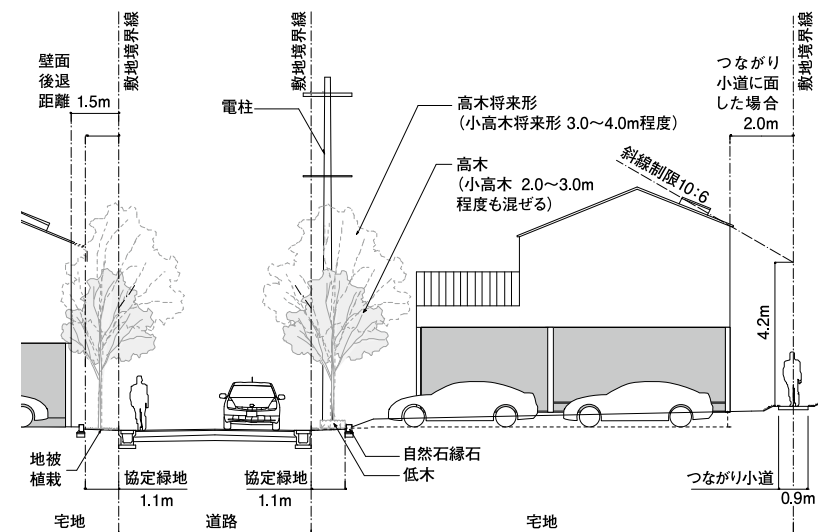 壁面
後退
距離 1.5m
敷地境界線
敷地境界線
電柱
高木将来形
（小高木将来形 3.0〜4.0m程度）
高木
（小高木 2.0〜3.0m
程度も混ぜる）
つながり
小道に面
した場合
2.0m
敷地境界線
斜線制限10：6
4.2m
地被
植栽
協定緑地
1.1m
協定緑地
1.1m
自然石縁石
低木
つながり小道
0.9m
宅地
道路
宅地